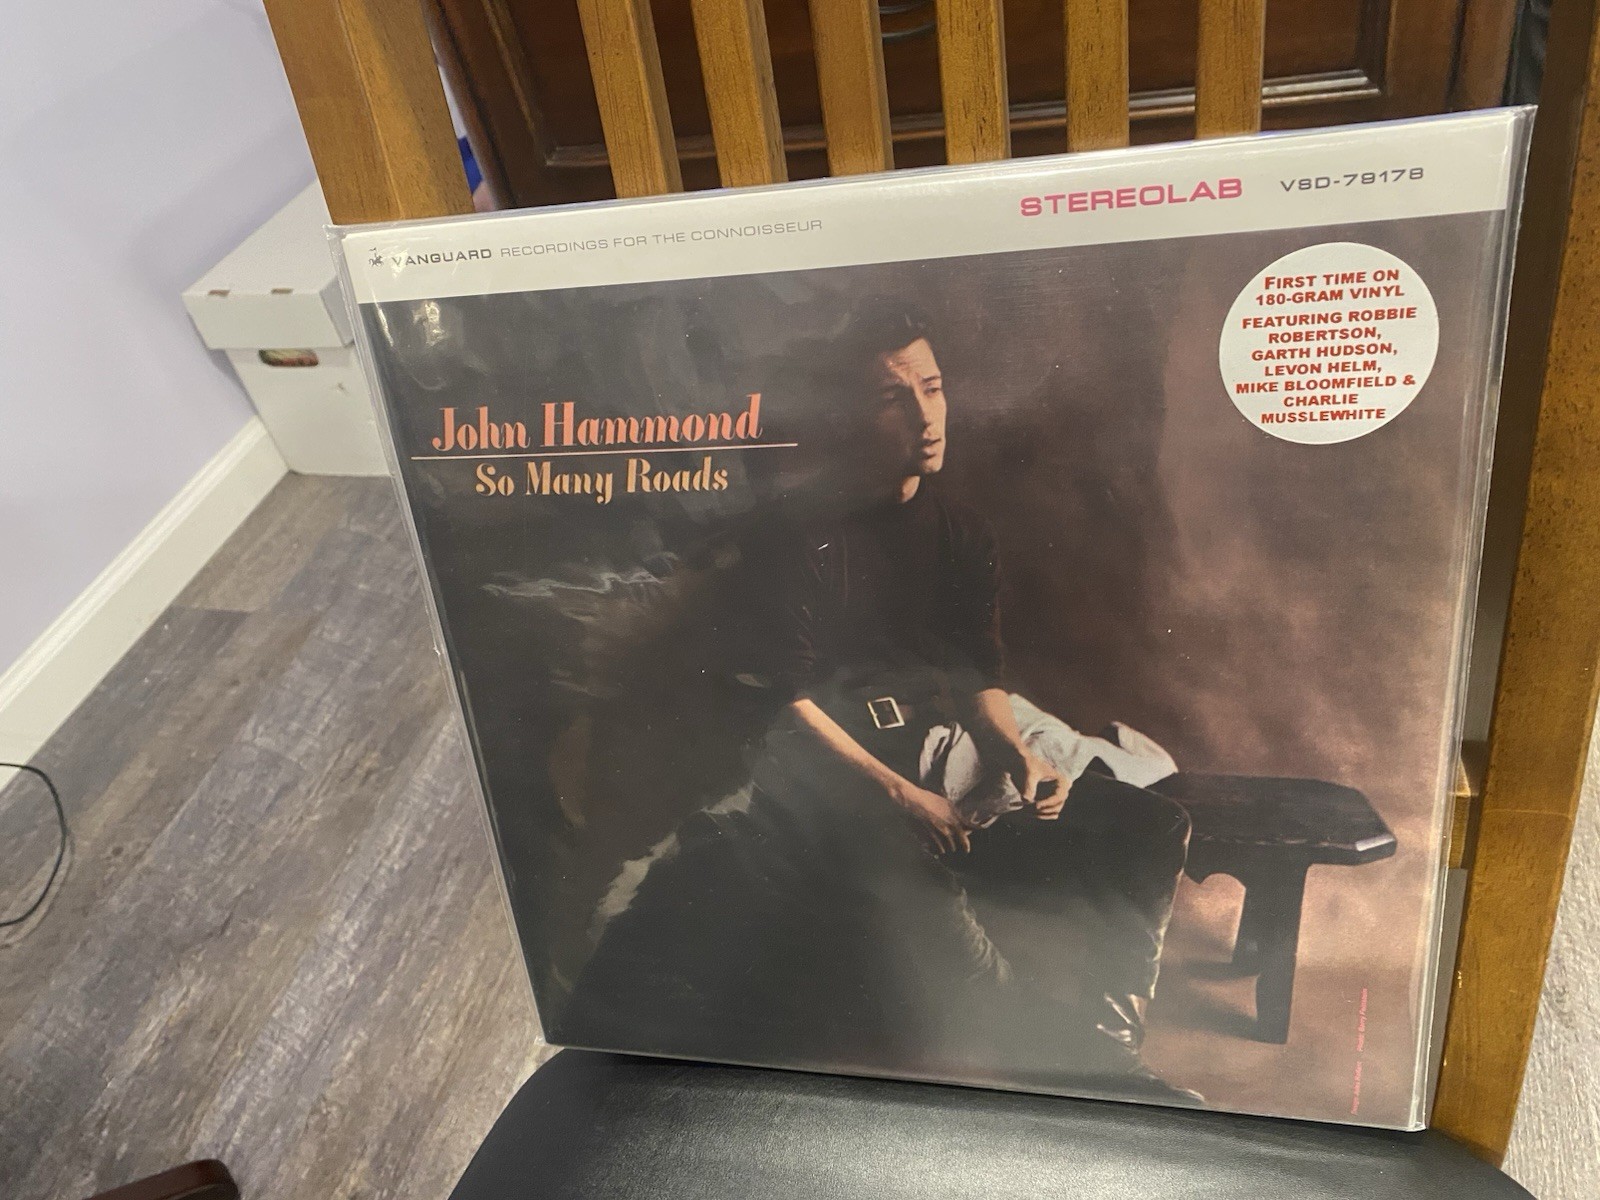 VANGUARD RECORDINGS FOR THE CONNOISSEUR
STEREOLAB VSD-79178
FIRST TIME ON
180-GRAM VINYL
FEATURING ROBBIE
ROBERTSON,
GARTH HUDSON,
LEVON HELM,
MIKE BLOOMFIELD &
CHARLIE
MUSSLEWHITE
John Hammond
So Many Roads